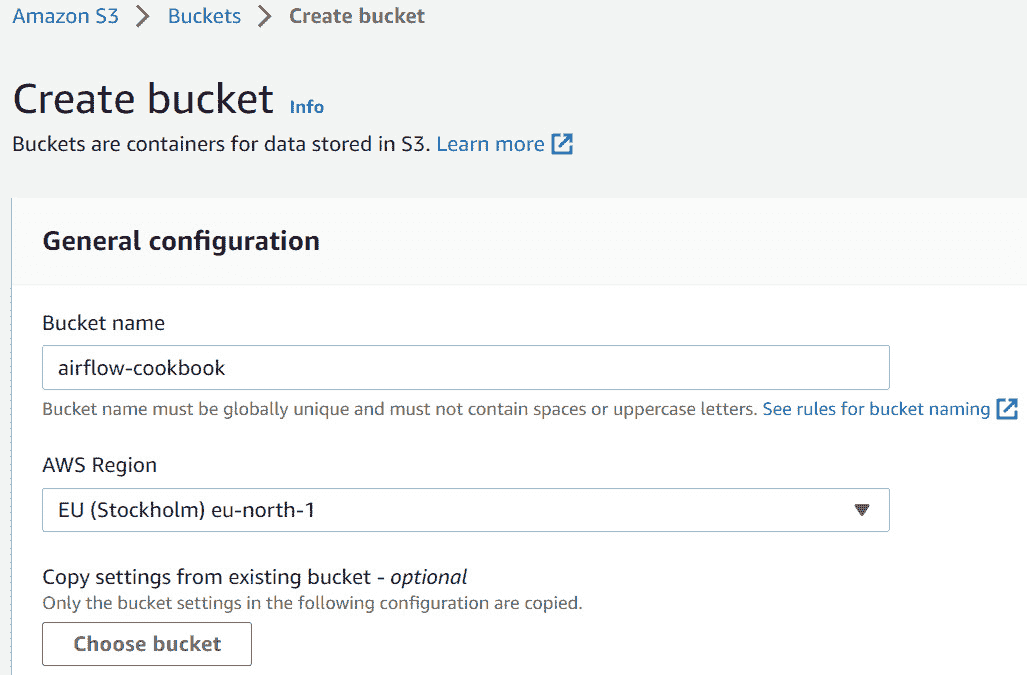 Amazon S3 > Buckets > Create bucket
Create bucket Info
Buckets are containers for data stored in S3. Learn more
General configuration
Bucket name
airflow-cookbook
Bucket name must be globally unique and must not contain spaces or uppercase letters. See rules for bucket naming
AWS Region
EU (Stockholm) eu-north-1
Copy settings from existing bucket - optional
Only the bucket settings in the following configuration are copied.
Choose bucket